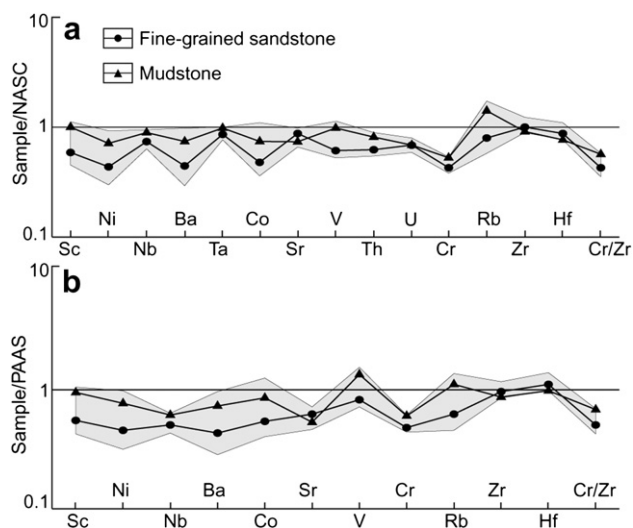 10
a
Fine-grained sandstone
Mudstone
Sample/NASC
1
Ni Ba Co V U Rb Hf
0.1
Sc Nb Ta Sr Th Cr Zr Cr/Zr
10
b
Sample/PAAS
1
Ni Ba Sr Cr Zr Cr/Zr
0.1
Sc Nb Co V Rb Hf